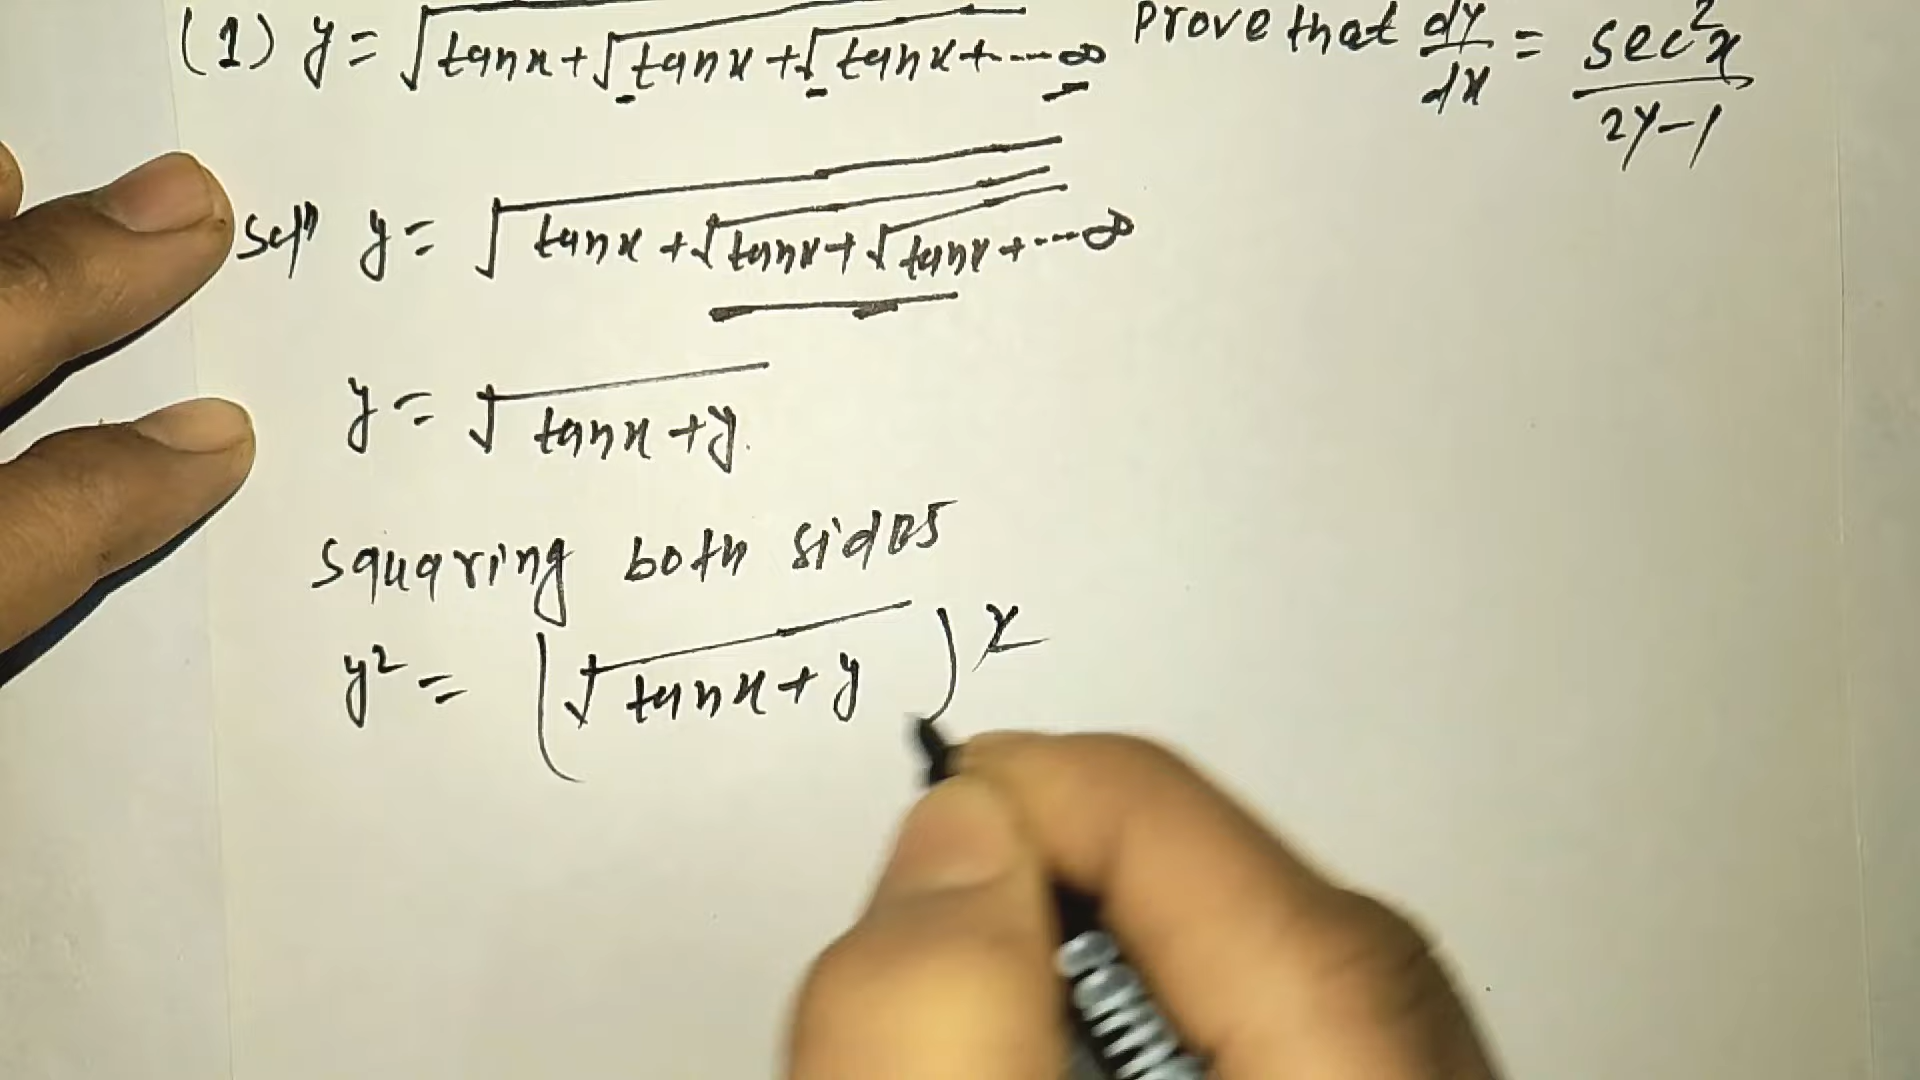 (1) y = √tanx + √tanx + √tanx + ---- ∞ Prove that dy/dx = sec²x/2y-1
Solⁿ y = √tanx + √tanx + √tanx + ---- ∞
y = √tanx + y.
squaring both sides
y² = (√tanx + y)²